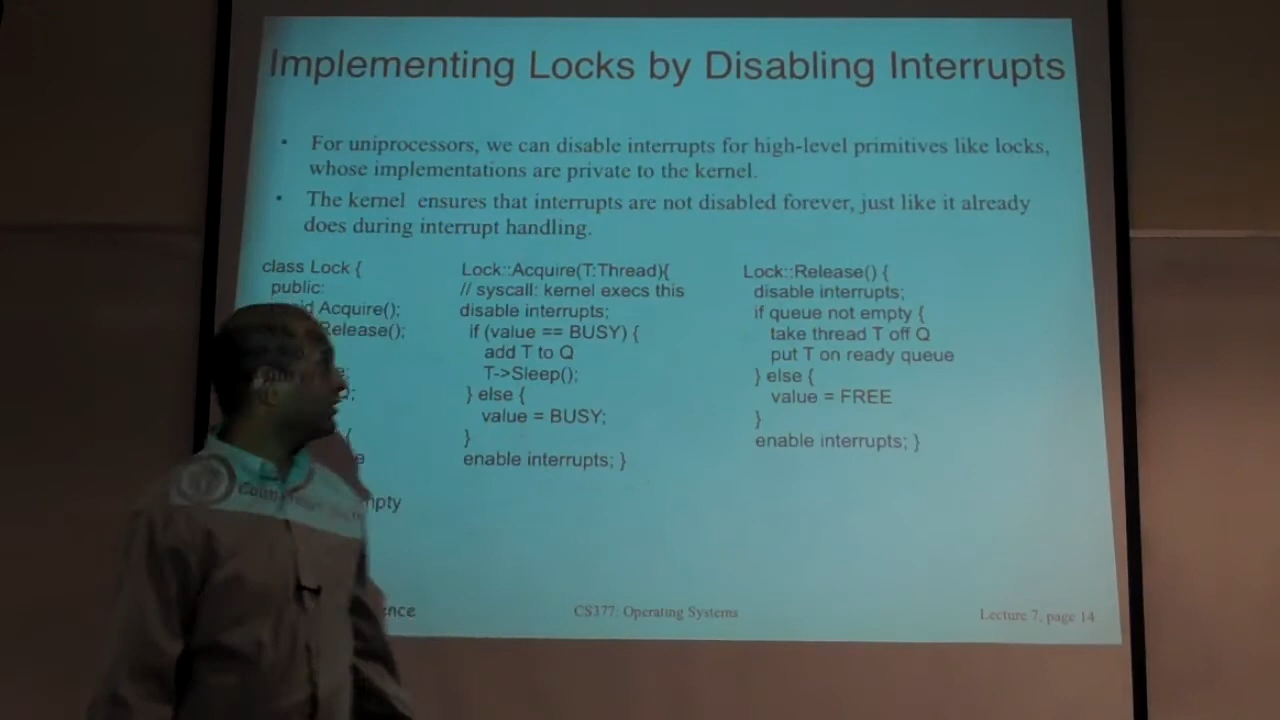 Implementing Locks by Disabling Interrupts
• For uniprocessors, we can disable interrupts for high-level primitives like locks,
whose implementations are private to the kernel.
• The kernel ensures that interrupts are not disabled forever, just like it already
does during interrupt handling.
class Lock {
public:
Acquire();
Release();
{
Lock::Acquire(T:Thread){
// syscall: kernel execs this
disable interrupts;
if (value == BUSY) {
add T to Q
T->Sleep();
} else {
value = BUSY;
}
enable interrupts; }
Lock::Release() {
disable interrupts;
if queue not empty {
take thread T off Q
put T on ready queue
} else {
value = FREE
}
enable interrupts; }
CS377: Operating Systems
Lecture 7, page 14